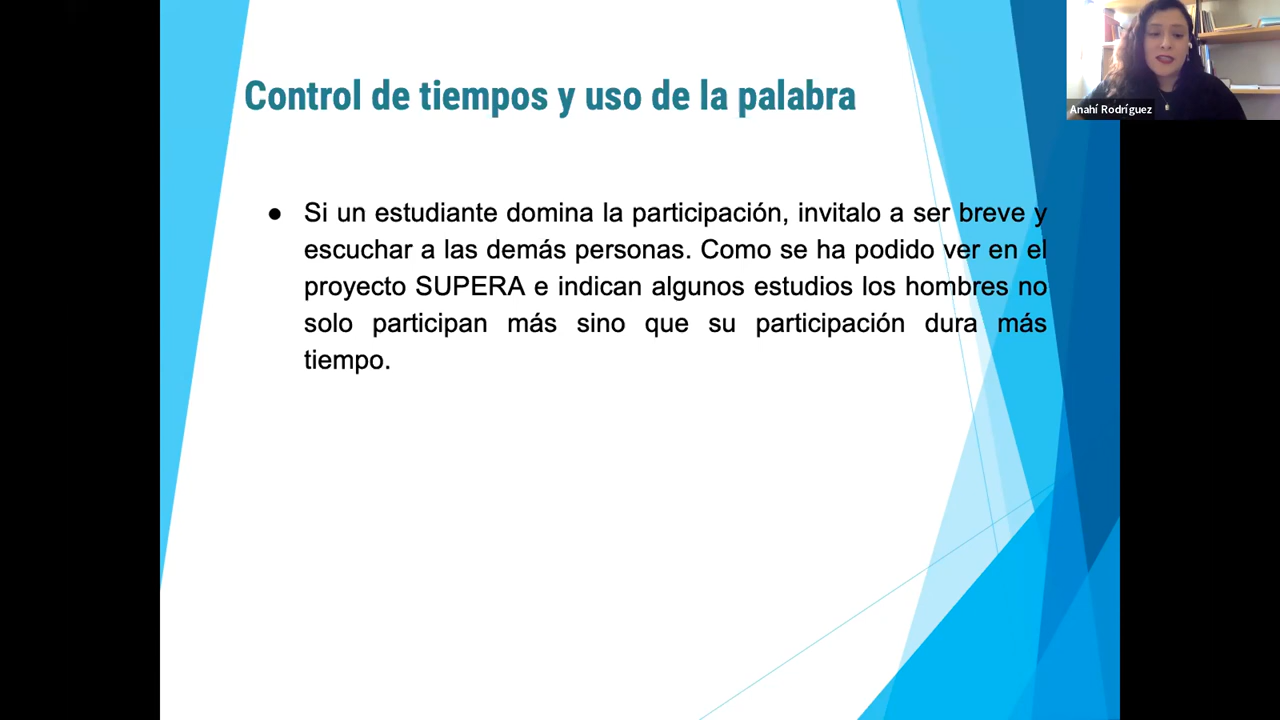 Control de tiempos y uso de la palabra
Anahí Rodríguez
● Si un estudiante domina la participación, invitalo a ser breve y
escuchar a las demás personas. Como se ha podido ver en el
proyecto SUPERA e indican algunos estudios los hombres no
solo participan más sino que su participación dura más
tiempo.